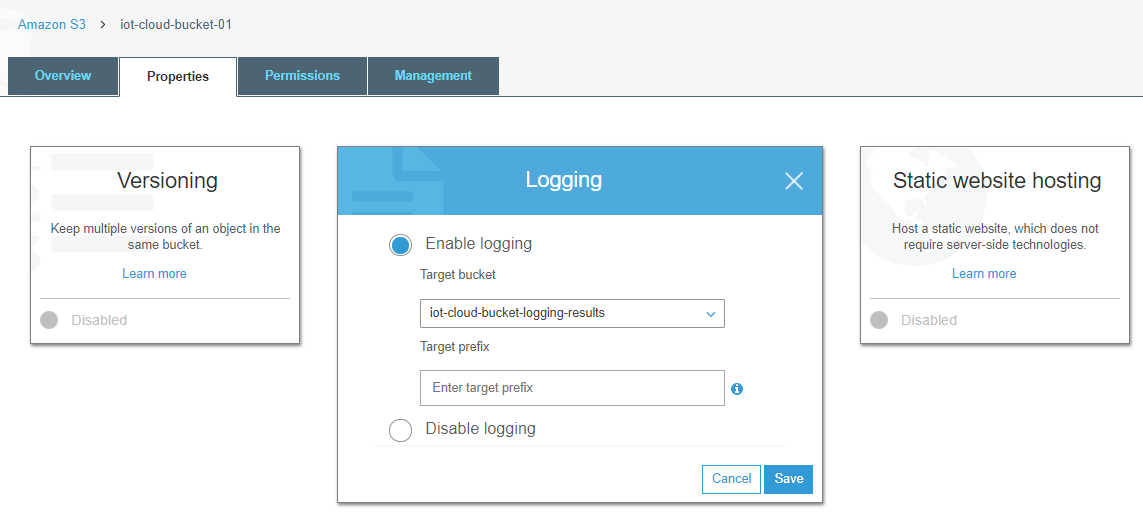 Amazon S3 > iot-cloud-bucket-01
Overview
Properties
Permissions
Management
Versioning
Keep multiple versions of an object in the
same bucket.
Learn more
Disabled
Logging
Enable logging
Target bucket
iot-cloud-bucket-logging-results
Target prefix
Enter target prefix
Disable logging
Cancel
Save
Static website hosting
Host a static website, which does not
require server-side technologies.
Learn more
Disabled